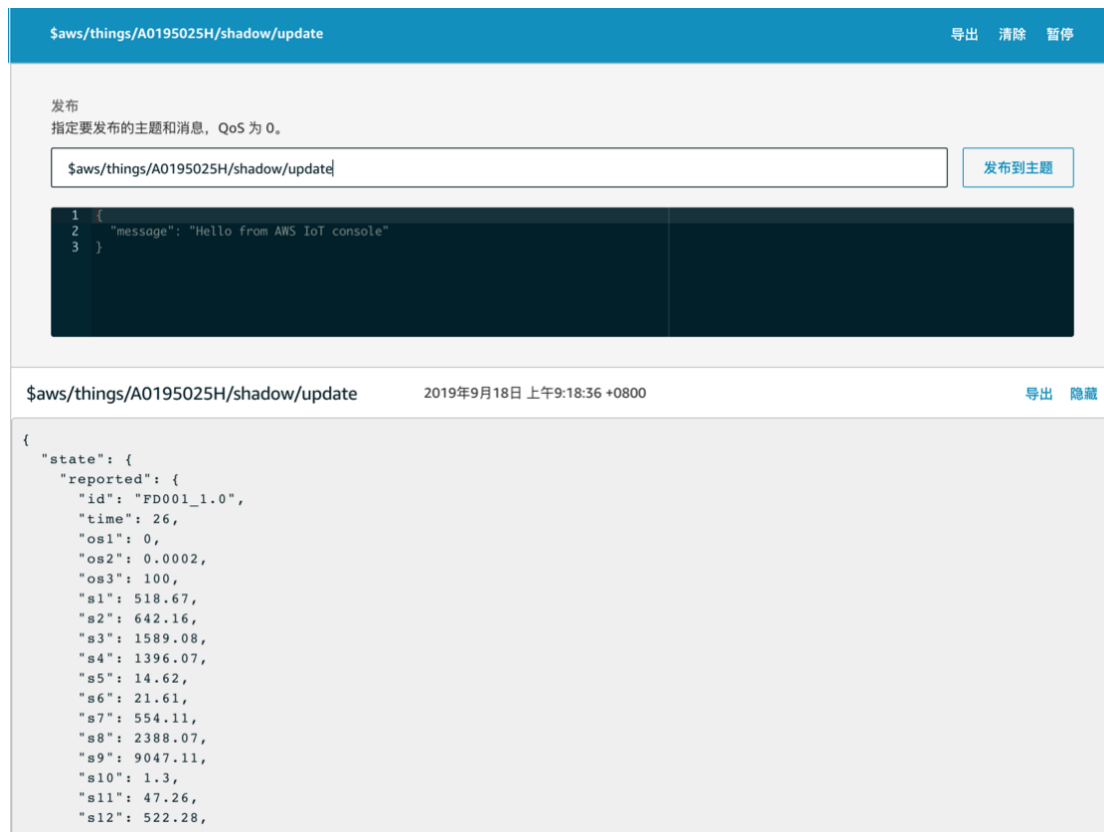 $aws/things/A0195025H/shadow/update 导出 清除 暂停
发布
指定要发布的主题和消息，QoS 为 0。
$aws/things/A0195025H/shadow/update 发布到主题
1 {
2 "message": "Hello from AWS IoT console"
3 }
$aws/things/A0195025H/shadow/update 2019年9月18日 上午9:18:36 +0800 导出 隐藏
{
"state": {
"reported": {
"id": "FD001_1.0",
"time": 26,
"os1": 0,
"os2": 0.0002,
"os3": 100,
"s1": 518.67,
"s2": 642.16,
"s3": 1589.08,
"s4": 1396.07,
"s5": 14.62,
"s6": 21.61,
"s7": 554.11,
"s8": 2388.07,
"s9": 9047.11,
"s10": 1.3,
"s11": 47.26,
"s12": 522.28,